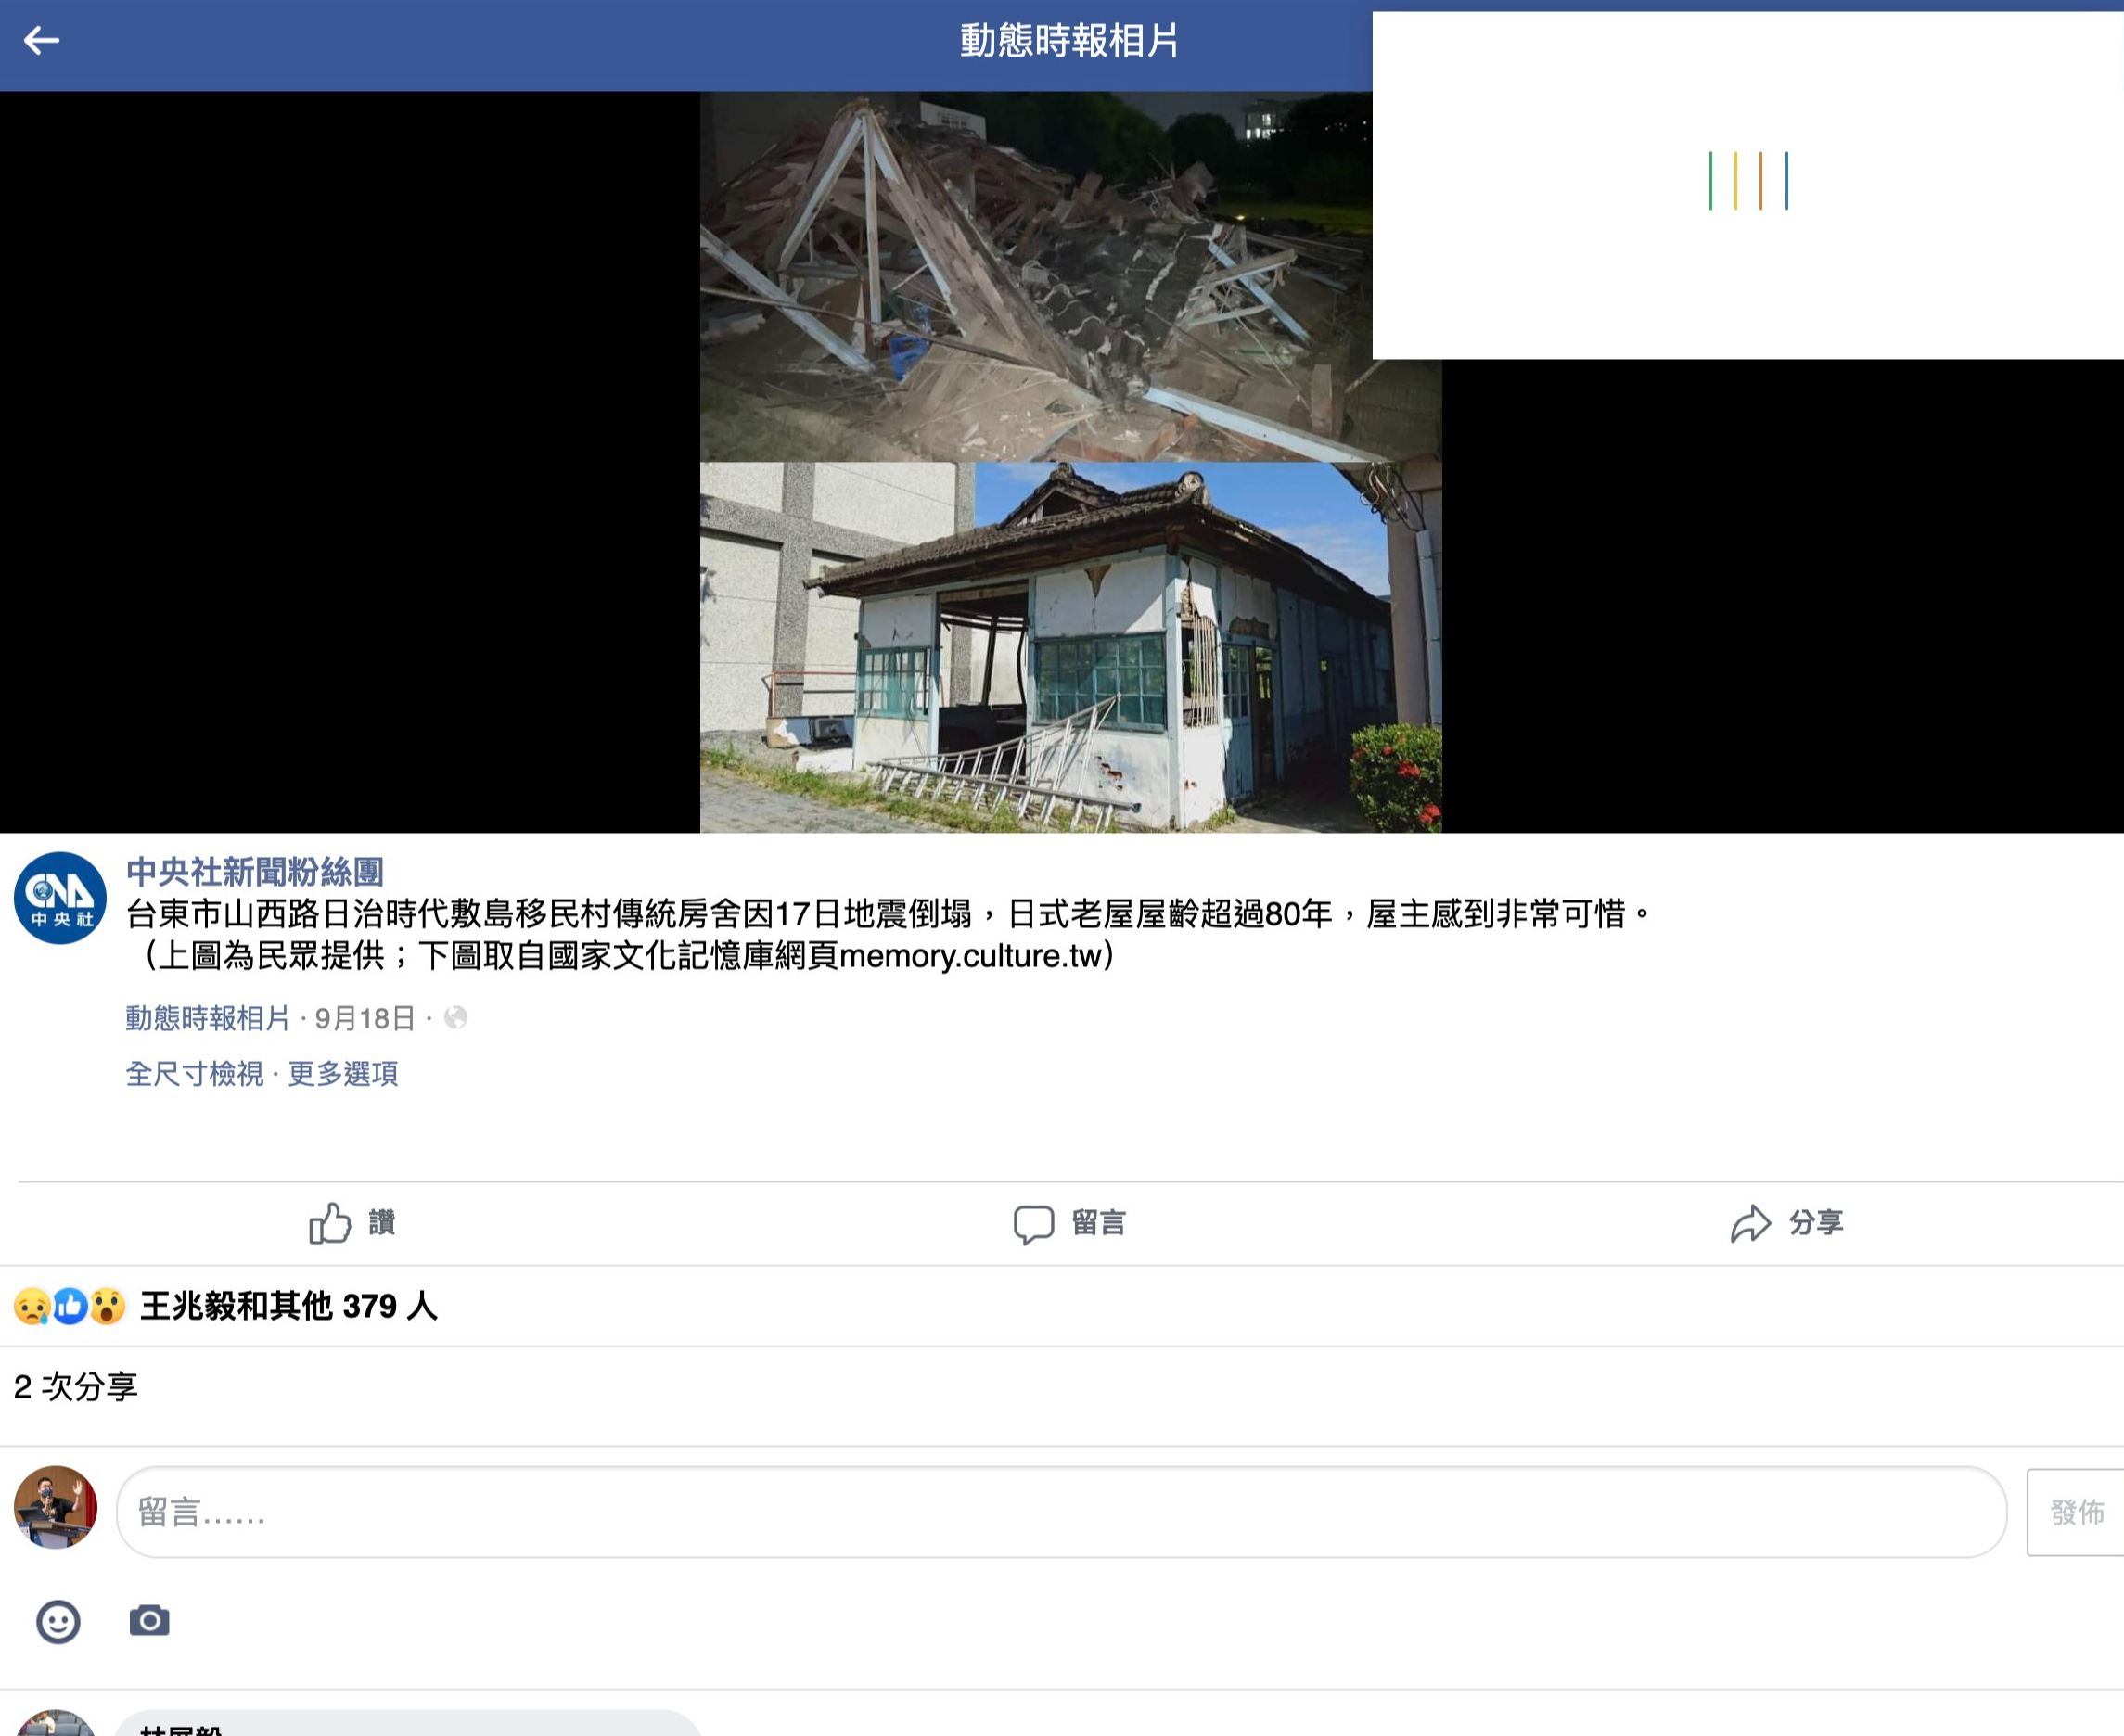 動態時報相片
CNA
中央社
中央社新聞粉絲團
台東市山西路日治時代敷島移民村傳統房舍因17日地震倒塌，日式老屋屋齡超過80年，屋主感到非常可惜。
（上圖為民眾提供；下圖取自國家文化記憶庫網頁memory.culture.tw）
動態時報相片 · 9月18日 ·
全尺寸檢視 · 更多選項
讚 留言 分享
王兆毅和其他 379 人
2 次分享
留言...... 發佈